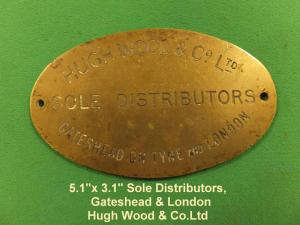 HUGH WOOD & Co. LTD.
SOLE DISTRIBUTORS
GATESHEAD ON TYNE AND LONDON
5.1"x 3.1" Sole Distributors,
Gateshead & London
Hugh Wood & Co.Ltd